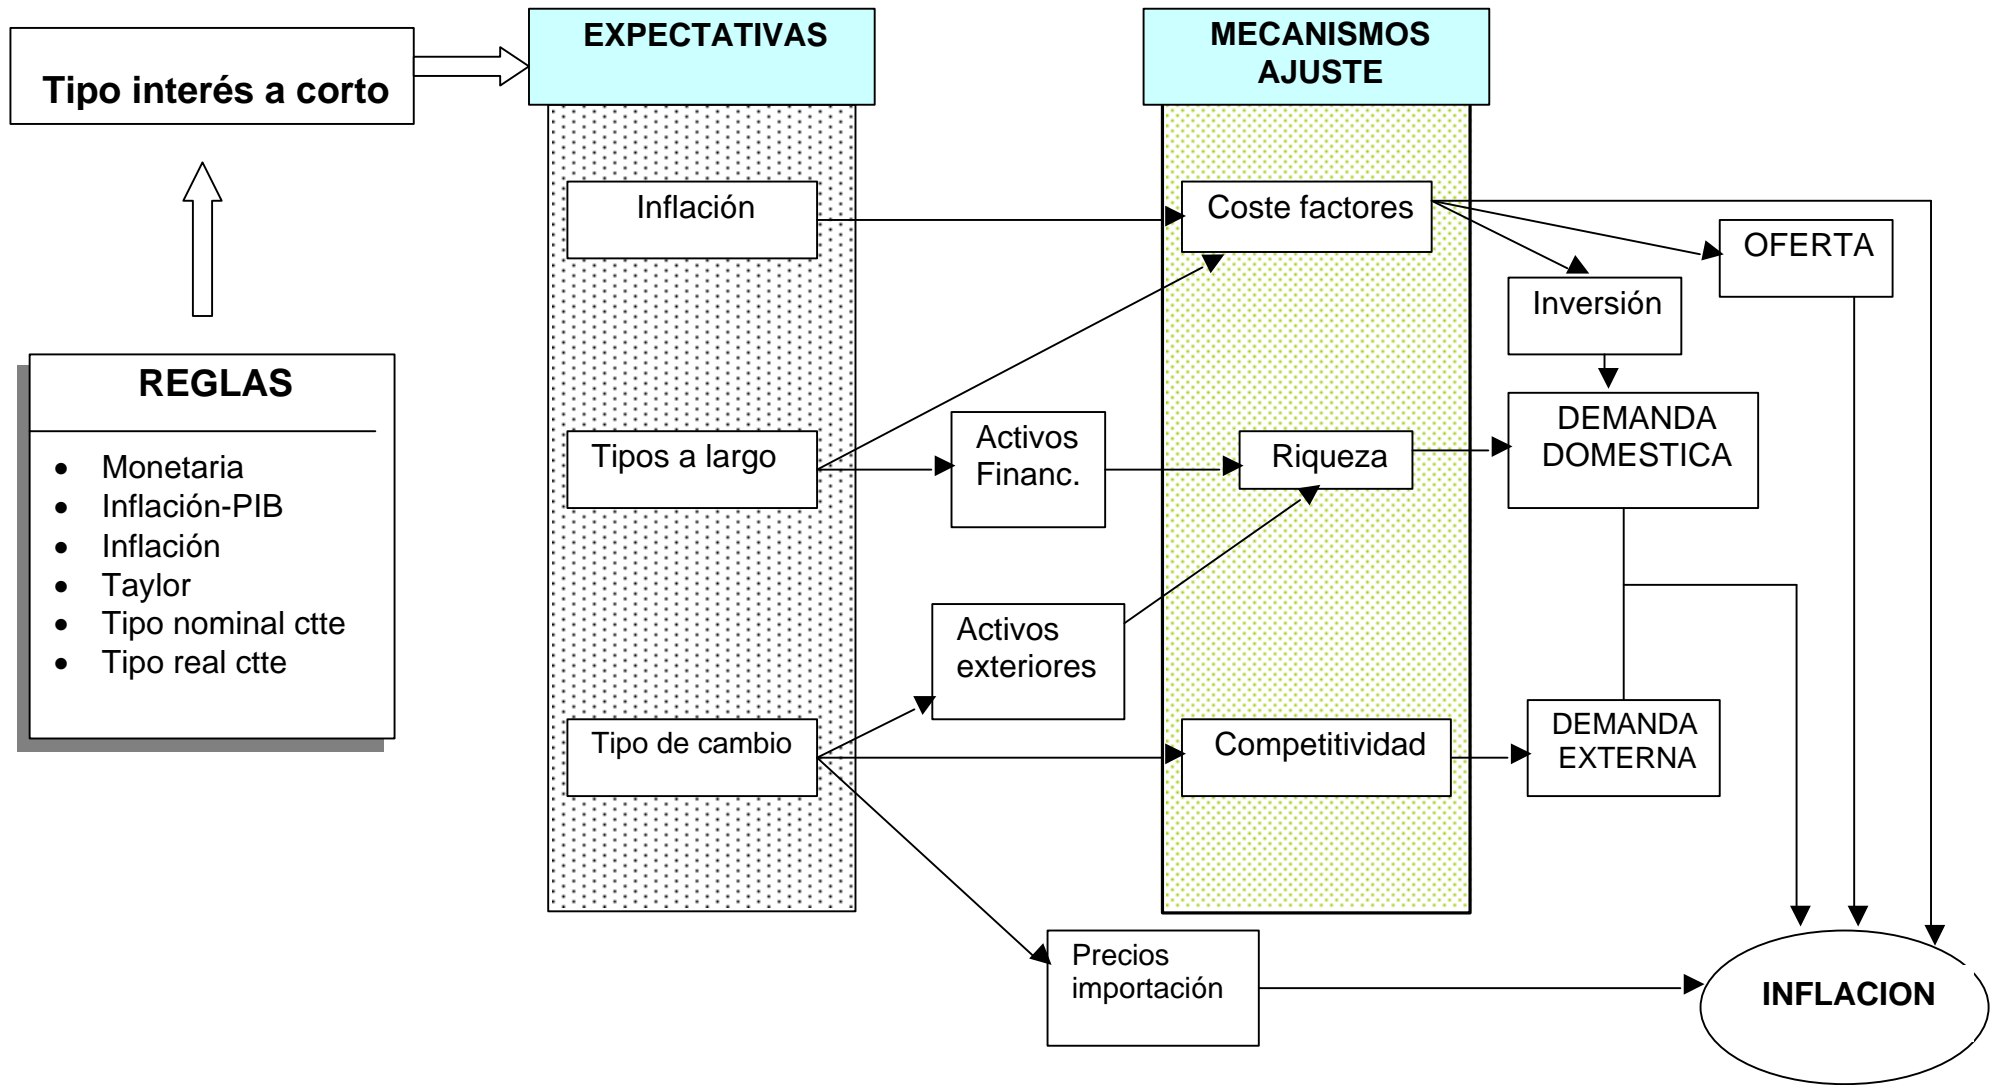 EXPECTATIVAS
MECANISMOS
AJUSTE
Tipo interés a corto
Inflación
Coste factores
OFERTA
Inversión
REGLAS
• Monetaria
• Inflación-PIB
• Inflación
• Taylor
• Tipo nominal ctte
• Tipo real ctte
Tipos a largo
Activos
Financ.
Riqueza
DEMANDA
DOMESTICA
Activos
exteriores
Tipo de cambio
Competitividad
DEMANDA
EXTERNA
Precios
importación
INFLACION